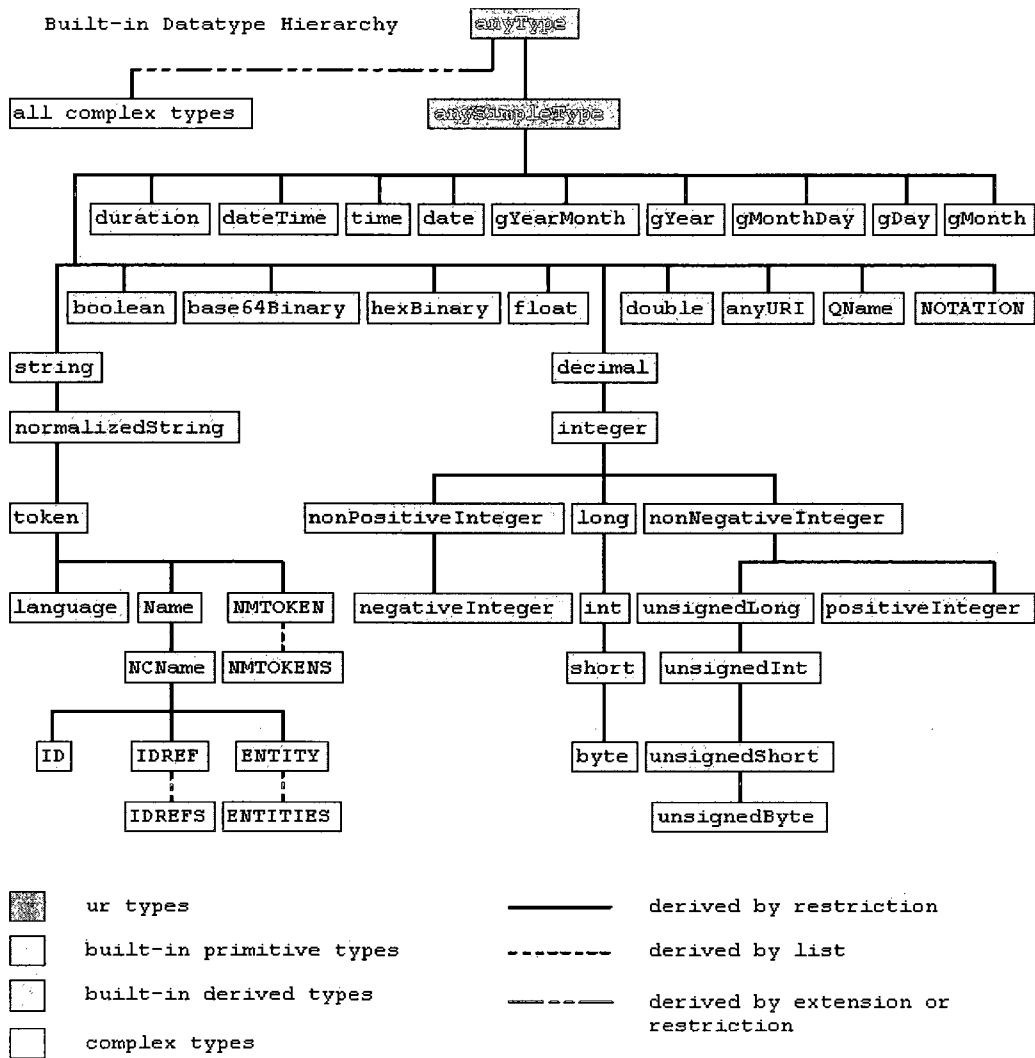 Built-in Datatype Hierarchy
anyType
all complex types
anySimpleType
duration dateTime time date gYearMonth gYear gMonthDay gDay gMonth
boolean base64Binary hexBinary float double anyURI QName NOTATION
string decimal
normalizedString integer
token nonPositiveInteger long nonNegativeInteger
language Name NMTOKEN negativeInteger int unsignedLong positiveInteger
NCName NMTOKENS short unsignedInt
ID IDREF ENTITY byte unsignedShort
IDREFS ENTITIES unsignedByte
ur types derived by restriction
built-in primitive types derived by list
built-in derived types derived by extension or
restriction
complex types